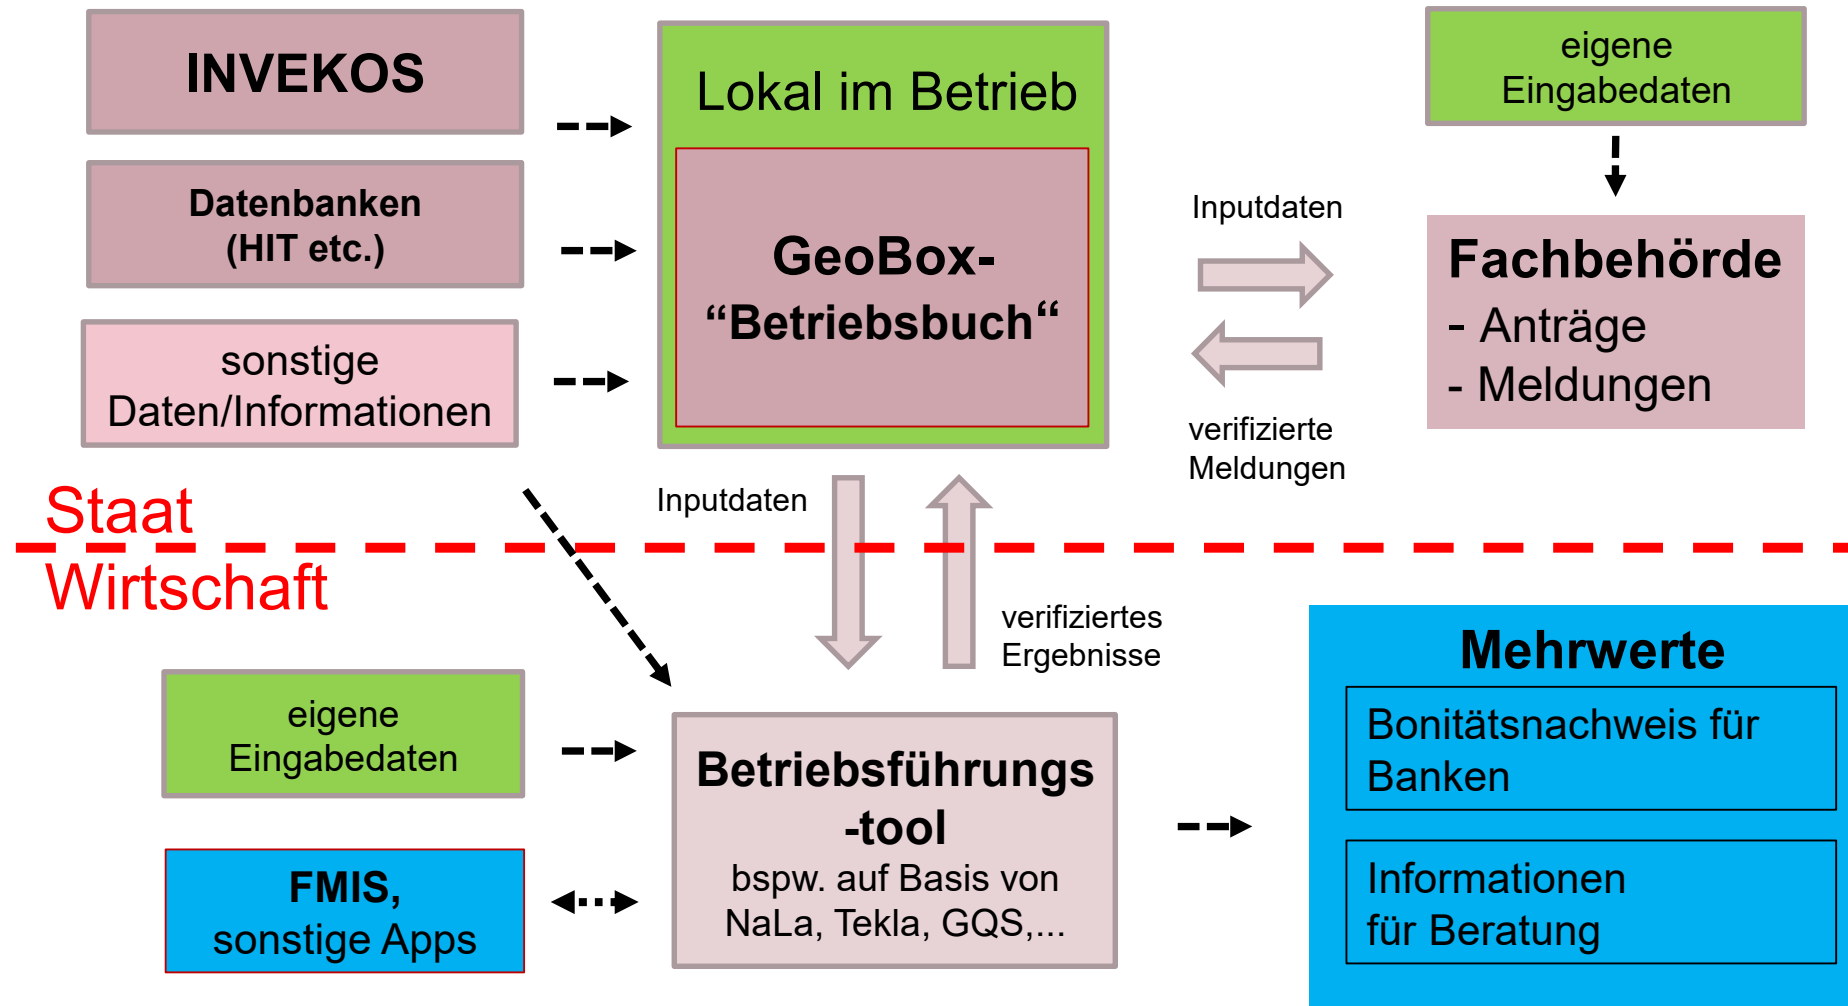 INVEKOS
Datenbanken
(HIT etc.)
sonstige
Daten/Informationen
Lokal im Betrieb
GeoBox-
“Betriebsbuch“
Inputdaten
verifizierte
Meldungen
eigene
Eingabedaten
Fachbehörde
- Anträge
- Meldungen
Staat
Wirtschaft
Inputdaten
verifiziertes
Ergebnisse
eigene
Eingabedaten
FMIS,
sonstige Apps
Betriebsführungs
-tool
bspw. auf Basis von
NaLa, Tekla, GQS,...
Mehrwerte
Bonitätsnachweis für
Banken
Informationen
für Beratung